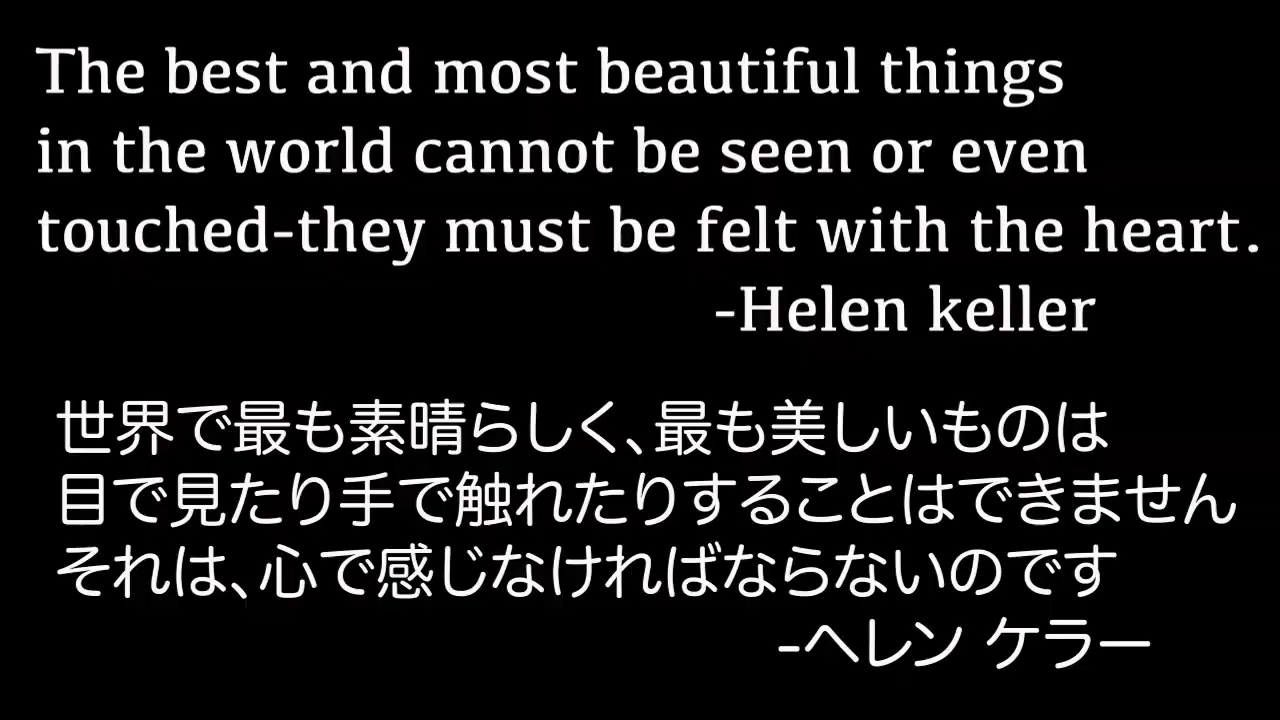 The best and most beautiful things
in the world cannot be seen or even
touched-they must be felt with the heart.
-Helen keller
世界で最も素晴らしく、最も美しいものは
目で見たり手で触れたりすることはできません
それは、心で感じなければならないのです
-ヘレン ケラー